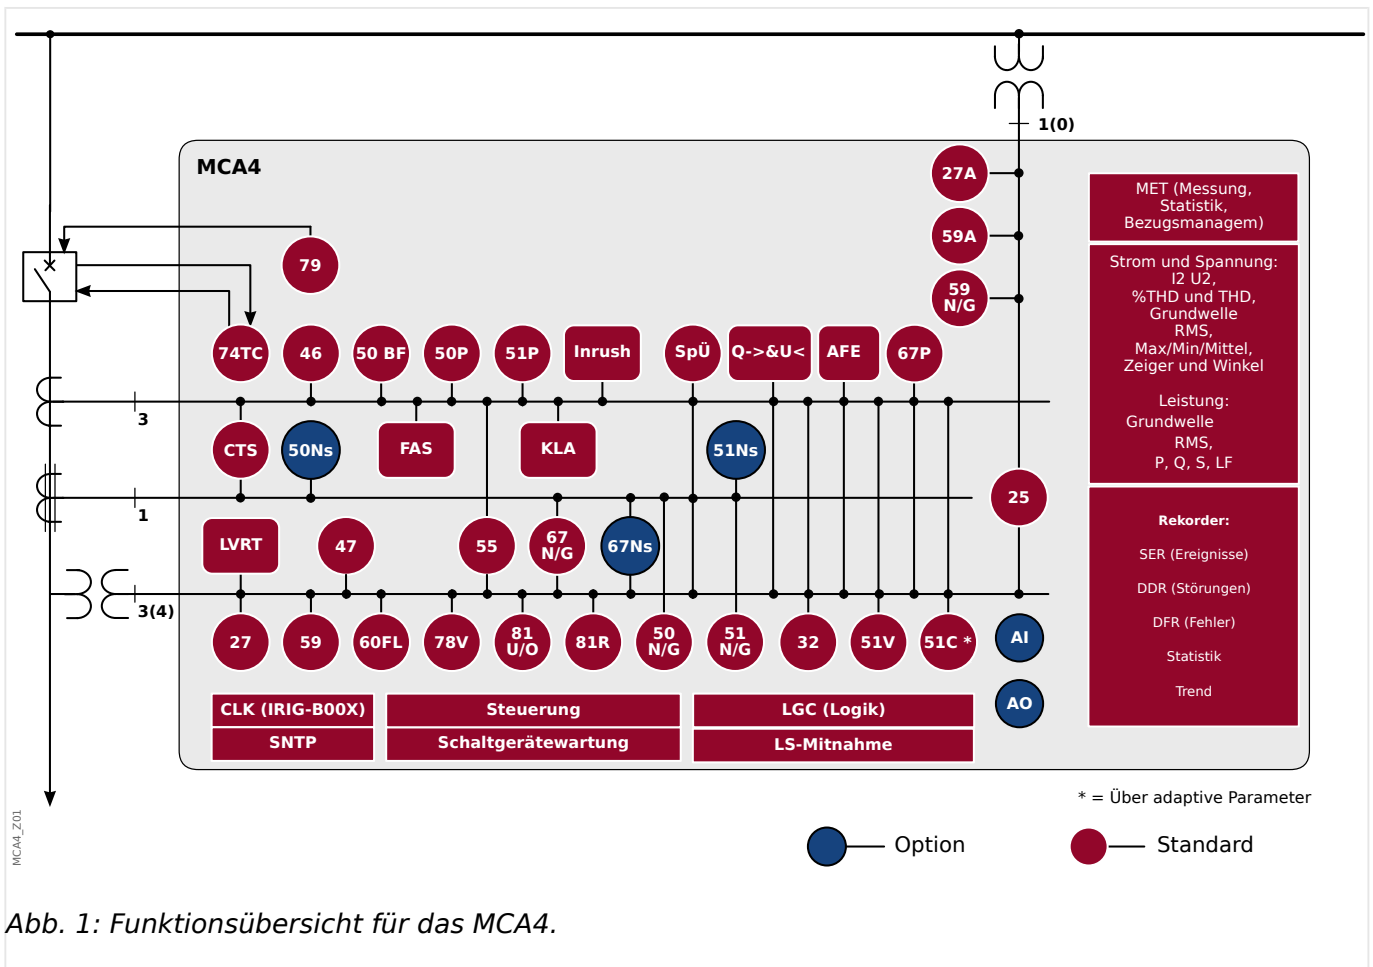 1(0)
MCA4
27A
59A
59
N/G
79
74TC
46
50 BF
50P
51P
Inrush
SpÜ
Q->&U<
AFE
67P
3
CTS
50Ns
FAS
KLA
51Ns
1
25
LVRT
47
55
67
N/G
67Ns
3(4)
27
59
60FL
78V
81
U/O
81R
50
N/G
51
N/G
32
51V
51C *
AI
AO
MET (Messung,
Statistik,
Bezugsmanagem)
Strom und Spannung:
I2 U2,
%THD und THD,
Grundwelle
RMS,
Max/Min/Mittel,
Zeiger und Winkel
Leistung:
Grundwelle
RMS,
P, Q, S, LF
Rekorder:
SER (Ereignisse)
DDR (Störungen)
DFR (Fehler)
Statistik
Trend
CLK (IRIG-B00X)
Steuerung
LGC (Logik)
SNTP
Schaltgerätewartung
LS-Mitnahme
* = Über adaptive Parameter
Option
Standard
MCA4_Z01
Abb. 1: Funktionsübersicht für das MCA4.